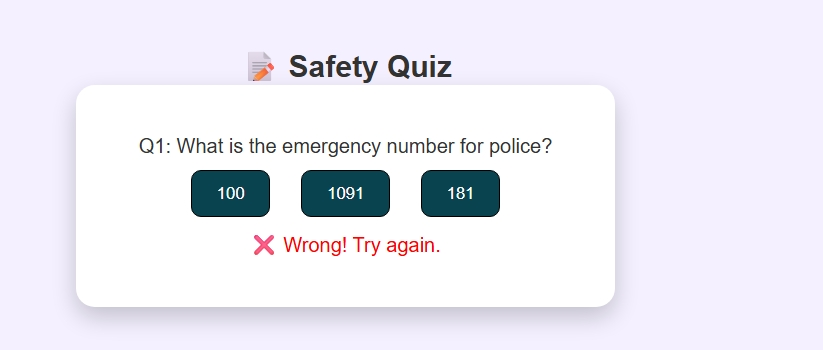 Safety Quiz
Q1: What is the emergency number for police?
100 1091 181
Wrong! Try again.